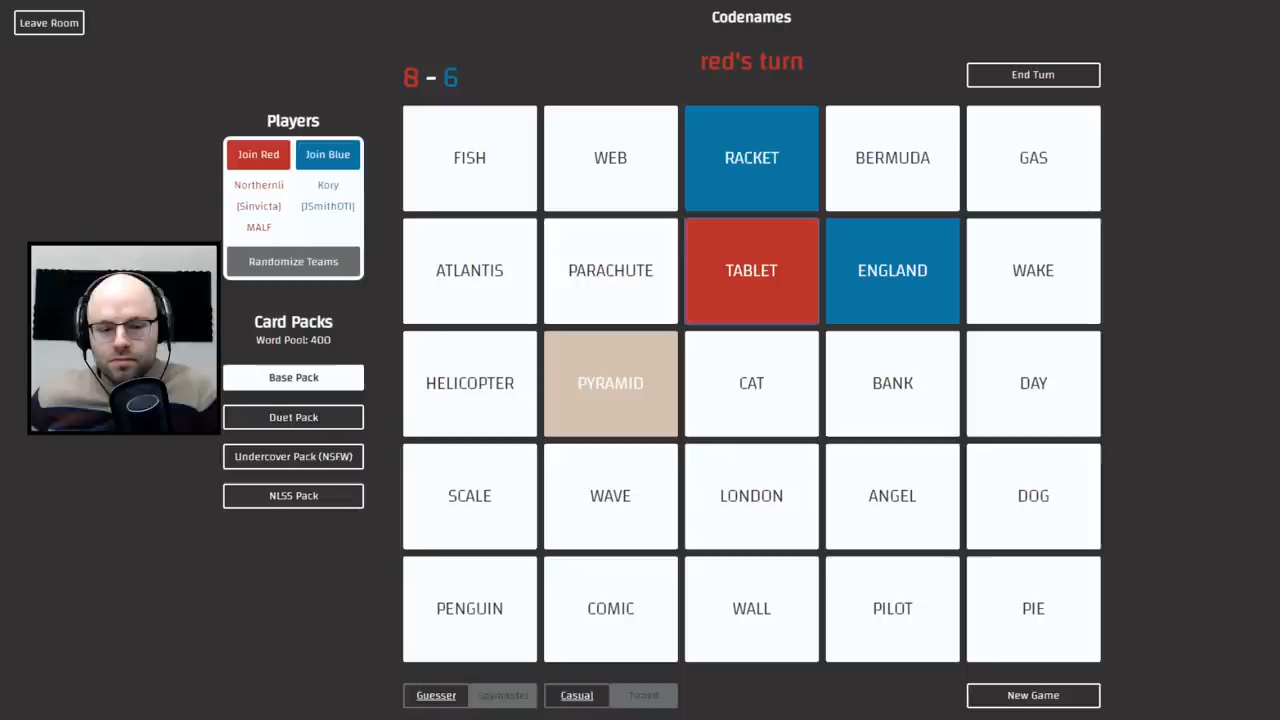 Leave Room
Codenames
red's turn
8 - 6
End Turn
Players
Join Red
Join Blue
Northernli
Kory
[Sinvicta]
[JSmithOTI]
MALF
Randomize Teams
Card Packs
Word Pool: 400
Base Pack
Duet Pack
Undercover Pack (NSFW)
NLSS Pack
FISH WEB RACKET BERMUDA GAS
ATLANTIS PARACHUTE TABLET ENGLAND WAKE
HELICOPTER PYRAMID CAT BANK DAY
SCALE WAVE LONDON ANGEL DOG
PENGUIN COMIC WALL PILOT PIE
Guesser Spymaster Casual Timed New Game